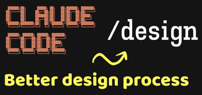 CLAUDE
CODE
/design
Better design process